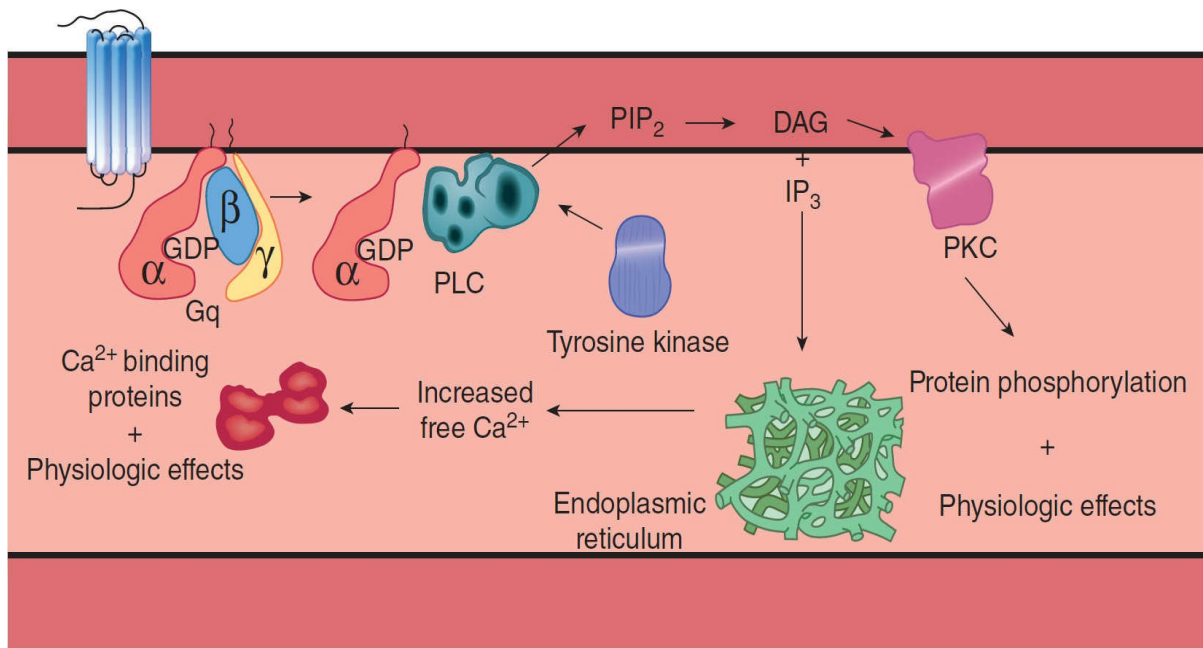 PIP₂
DAG
+
IP₃
PKC
α
GDP
β
γ
Gq
α
GDP
PLC
Tyrosine kinase
Ca²⁺ binding
proteins
+
Physiologic effects
Increased
free Ca²⁺
Endoplasmic
reticulum
Protein phosphorylation
+
Physiologic effects